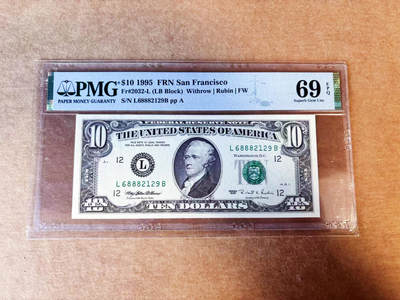 PMG
PAPER MONEY GUARANTY
$10 1995 FRN San Francisco
Fr#2032-L (LB Block) Withrow | Rubin | FW
S/N L68882129B pp A
69 EPQ
Superb Gem Unc
FEDERAL RESERVE NOTE
10 THE UNITED STATES OF AMERICA 10
L 68882129 B
WASHINGTON, D.C.
12 L 12
12 12
L 68882129 B
10 TEN DOLLARS 10